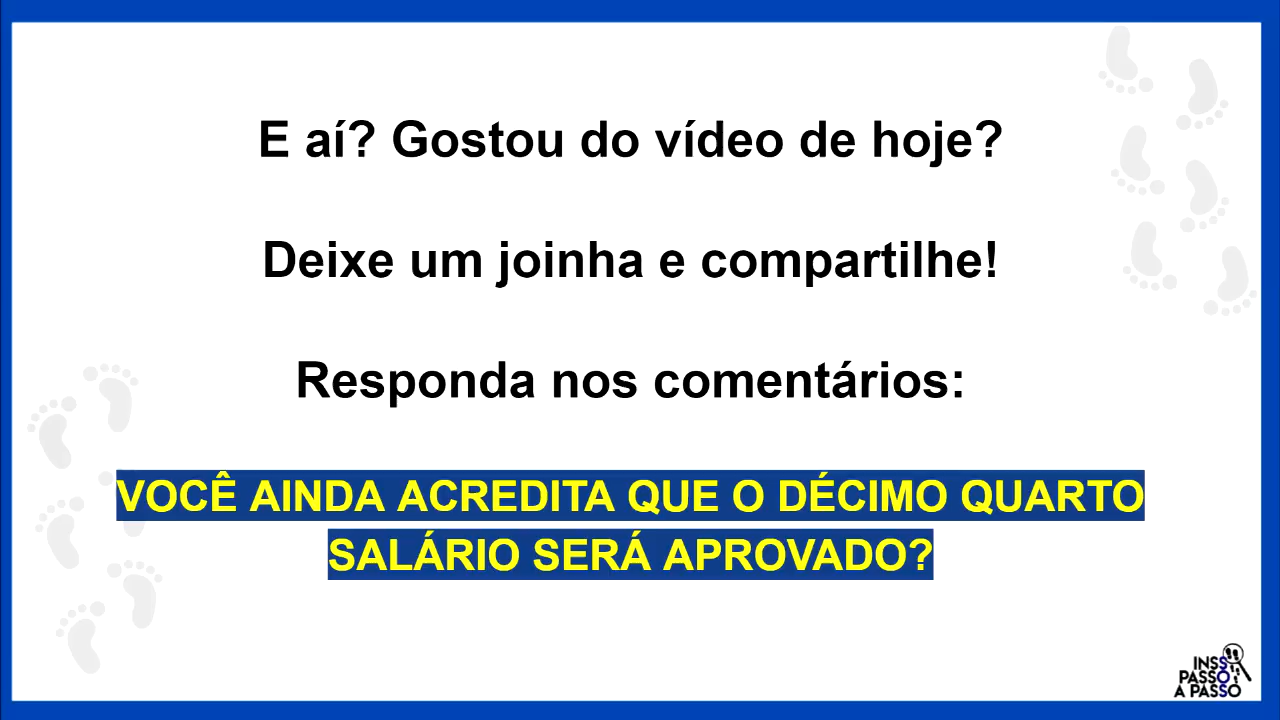 E aí? Gostou do vídeo de hoje?
Deixe um joinha e compartilhe!
Responda nos comentários:
VOCÊ AINDA ACREDITA QUE O DÉCIMO QUARTO
SALÁRIO SERÁ APROVADO?
INSS
PASSO
A PASSO